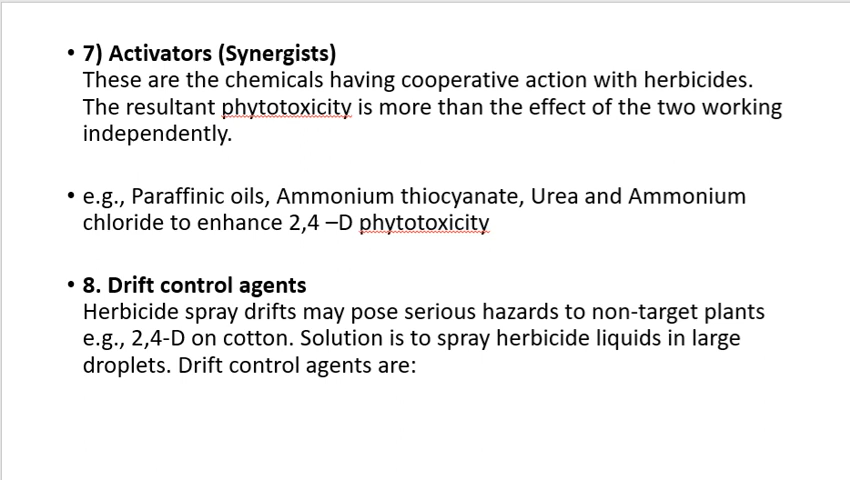 • 7) Activators (Synergists)
These are the chemicals having cooperative action with herbicides.
The resultant phytotoxicity is more than the effect of the two working
independently.
• e.g., Paraffinic oils, Ammonium thiocyanate, Urea and Ammonium
chloride to enhance 2,4 –D phytotoxicity
• 8. Drift control agents
Herbicide spray drifts may pose serious hazards to non-target plants
e.g., 2,4-D on cotton. Solution is to spray herbicide liquids in large
droplets. Drift control agents are: